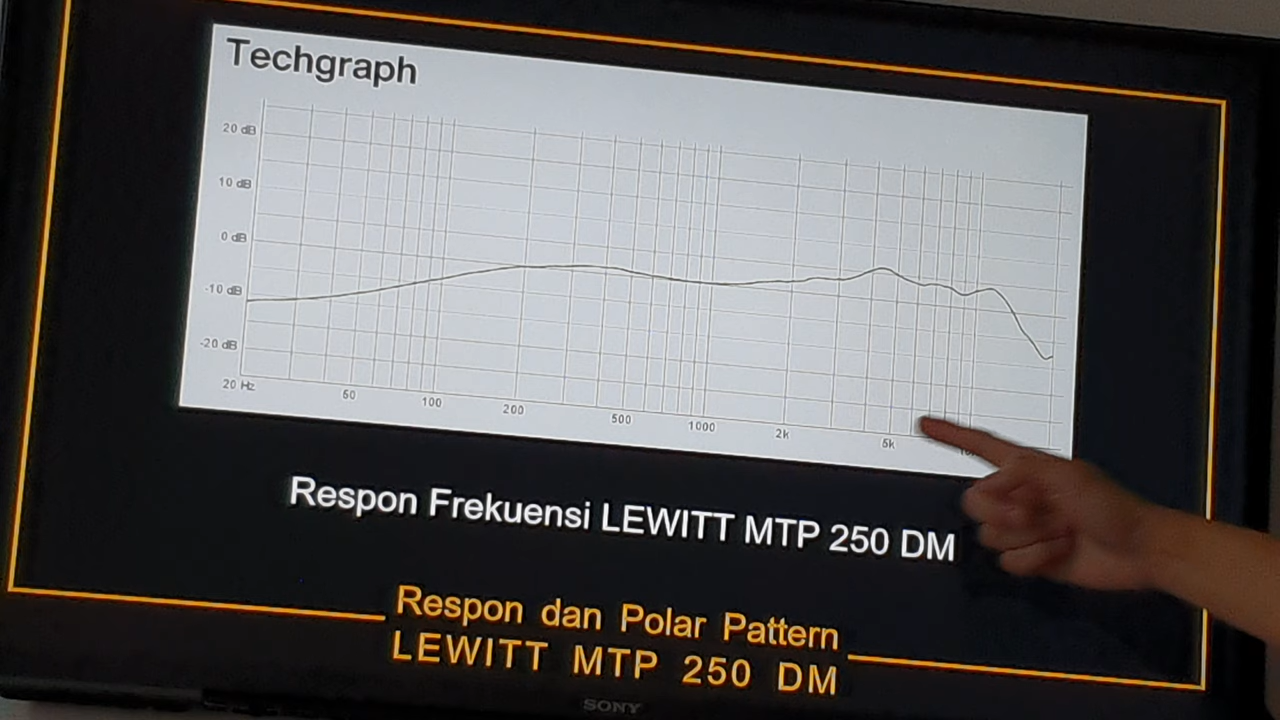 Techgraph
20 dB
10 dB
0 dB
-10 dB
-20 dB
20 Hz 50 100 200 500 1000 2k 5k
Respon Frekuensi LEWITT MTP 250 DM
Respon dan Polar Pattern
LEWITT MTP 250 DM
SONY